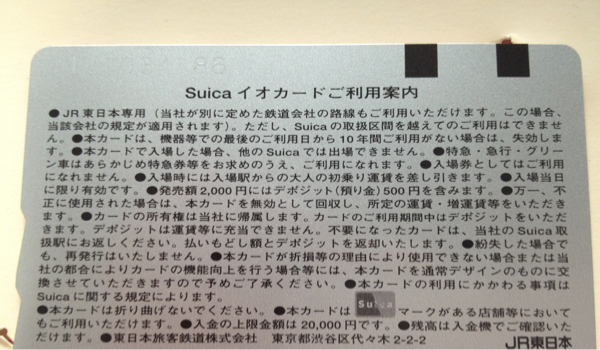 Suica イオカードご利用案内
●JR東日本専用（当社が別に定めた鉄道会社の路線もご利用いただけます。この場合、
当該会社の規定が適用されます）。ただし、Suicaの取扱区間を越えてのご利用はできませ
ん。●本カードは、機器等での最後のご利用日から10年間ご利用がない場合は、失効しま
す。●本カードで入場した場合、他のSuicaでは出場できません。●特急・急行・グリー
ン車はあらかじめ特急券等をお求めのうえ、ご利用になれます。●入場券としてはご利用
になれません。●入場時には入場駅からの大人の初乗り運賃を差し引きます。●入場当日
に限り有効です。●発売額2,000円にはデポジット(預り金)500円を含みます。●万一、不
正に使用された場合は、本カードを無効として回収し、所定の運賃・増運賃等をいただき
ます。●カードの所有権は当社に帰属します。カードのご利用期間中はデポジットをいただ
きます。デポジットは運賃等に充当できません。不要になったカードは、当社のSuica取
扱駅にお返しください。払いもどし額とデポジットを返却いたします。●紛失した場合で
も、再発行はいたしません。●本カードが折損等の理由により使用できない場合または当
社の都合によりカードの機能向上を行う場合等には、本カードを通常デザインのものに交
換させていただきますので予めご了承ください。●本カードの利用にかかわる事項は
Suicaに関する規定によります。
●本カードは折り曲げないでください。●本カードは Suica マークがある店舗等において
もご利用いただけます。●入金の上限金額は20,000円です。●残高は入金機でご確認いた
だけます。●東日本旅客鉄道株式会社 東京都渋谷区代々木2-2-2 JR東日本